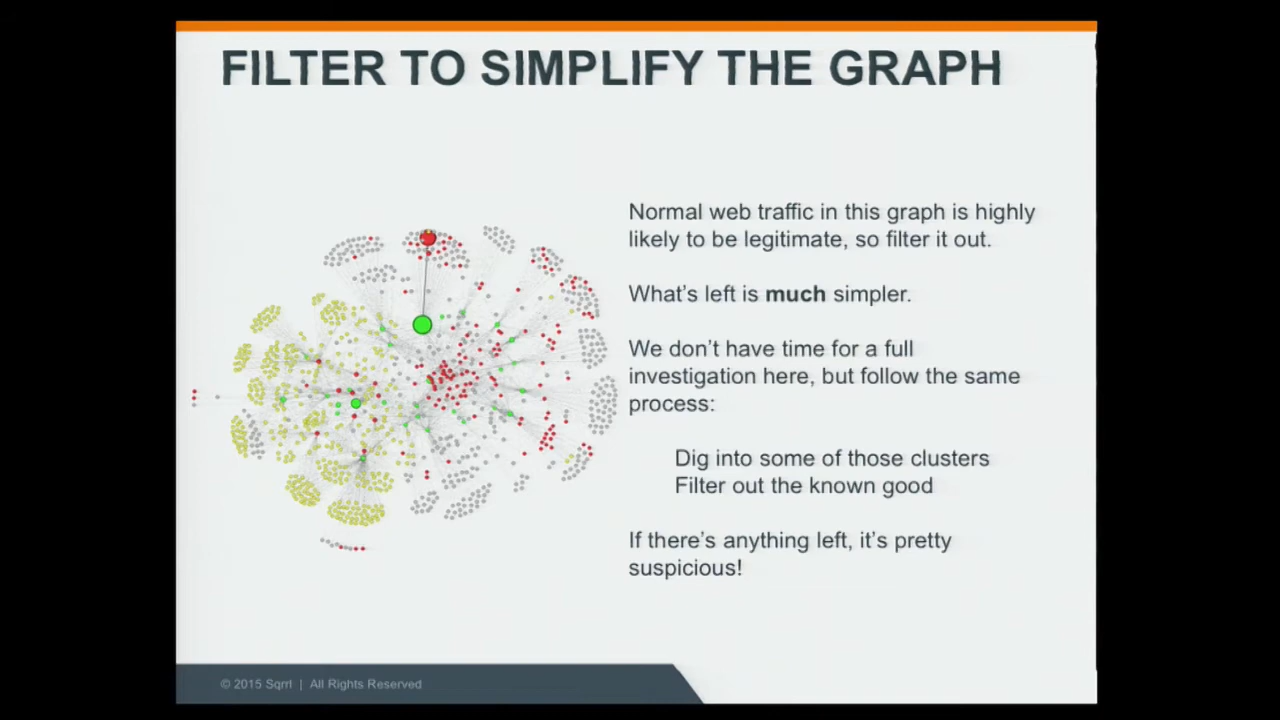 FILTER TO SIMPLIFY THE GRAPH
Normal web traffic in this graph is highly
likely to be legitimate, so filter it out.
What's left is much simpler.
We don't have time for a full
investigation here, but follow the same
process:
Dig into some of those clusters
Filter out the known good
If there's anything left, it's pretty
suspicious!
© 2015 Sqrrl | All Rights Reserved